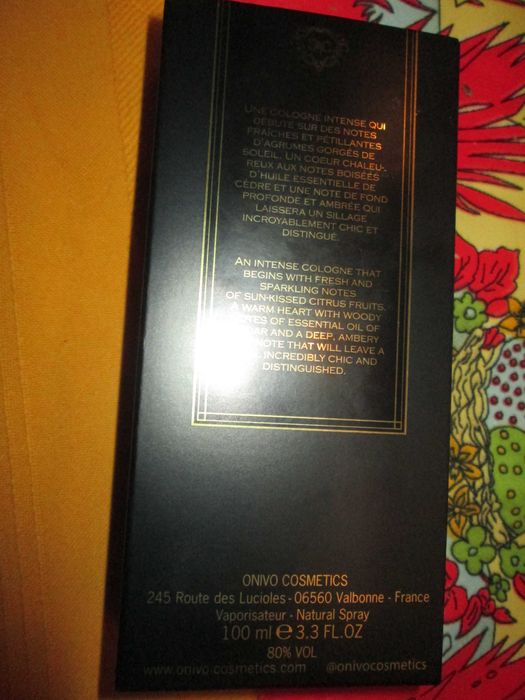 UNE COLOGNE INTENSE QUI
DÉBUTE SUR DES NOTES
FRAÎCHES ET PÉTILLANTES
D'AGRUMES GORGÉS DE
SOLEIL. UN COEUR CHALEU-
REUX AUX NOTES BOISÉES
D'HUILE ESSENTIELLE DE
CÈDRE ET UNE NOTE DE FOND
PROFONDE ET AMBRÉE QUI
LAISSERA UN SILLAGE
INCROYABLEMENT CHIC ET
DISTINGUÉ.
AN INTENSE COLOGNE THAT
BEGINS WITH FRESH AND
SPARKLING NOTES
OF SUN-KISSED CITRUS FRUITS.
A WARM HEART WITH WOODY
OF ESSENTIAL OIL OF
AND A DEEP, AMBERY
NOTE THAT WILL LEAVE A
INCREDIBLY CHIC AND
DISTINGUISHED.
ONIVO COSMETICS
245 Route des Lucioles - 06560 Valbonne - France
Vaporisateur - Natural Spray
100 ml e 3.3 FL.OZ
80% VOL
www.onivo.cosmetics.com @onivocosmetics